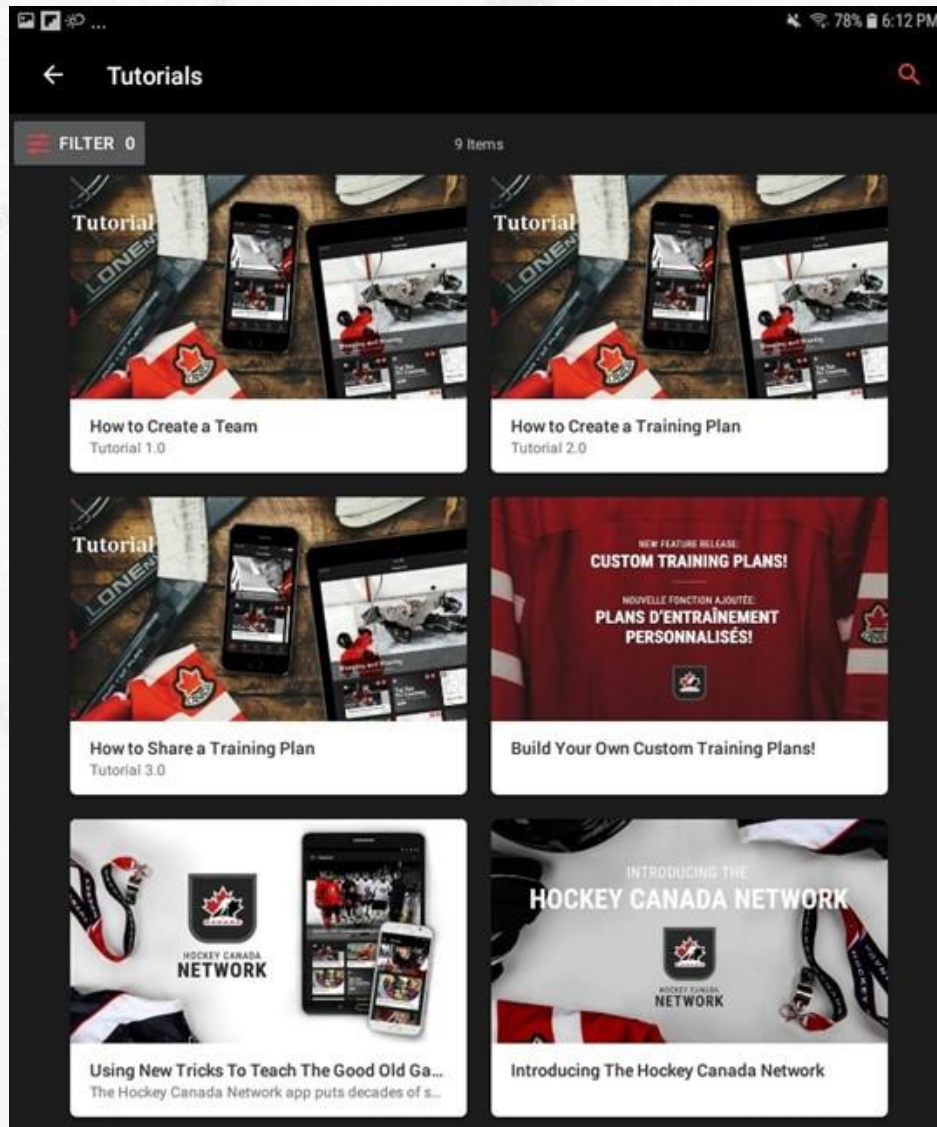 ... 78% 6:12 PM
Tutorials
FILTER 0
9 Items
Tutorial
How to Create a Team
Tutorial 1.0
Tutorial
How to Create a Training Plan
Tutorial 2.0
Tutorial
How to Share a Training Plan
Tutorial 3.0
NEW FEATURE RELEASE:
CUSTOM TRAINING PLANS!
NOUVELLE FONCTION AJOUTÉE:
PLANS D'ENTRAÎNEMENT
PERSONNALISÉS!
Build Your Own Custom Training Plans!
HOCKEY CANADA
NETWORK
Using New Tricks To Teach The Good Old Ga...
The Hockey Canada Network app puts decades of s...
INTRODUCING THE
HOCKEY CANADA NETWORK
HOCKEY CANADA
NETWORK
Introducing The Hockey Canada Network